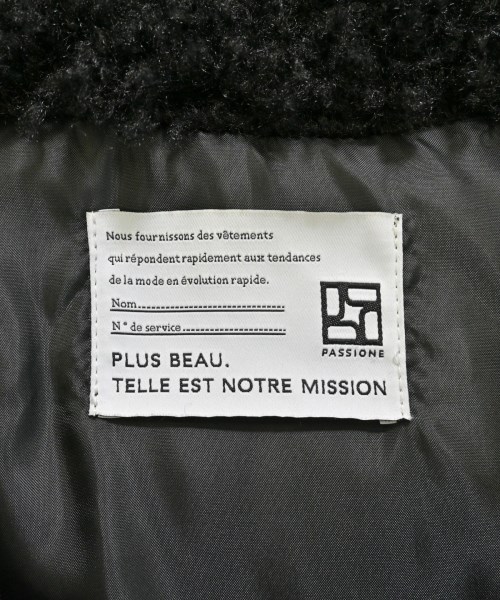 Nous fournissons des vêtements
qui répondent rapidement aux tendances
de la mode en évolution rapide.
Nom
N° de service
PASSIONE
PLUS BEAU.
TELLE EST NOTRE MISSION